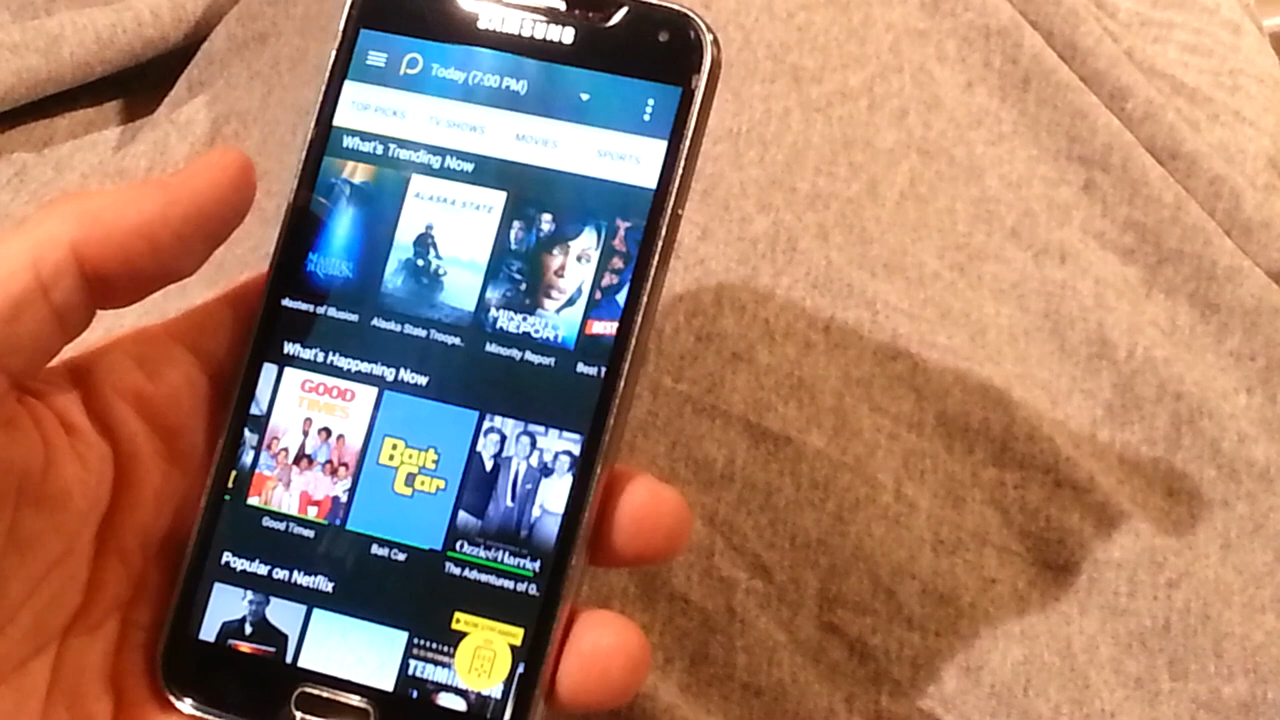 SAMSUNG
Today (7:00 PM)
TOP PICKS TV SHOWS MOVIES SPORTS
What's Trending Now
MASTERS
ILLUSION
ALASKA STATE
MINORITY
REPORT
BEST
Masters of Illusion
Alaska State Troope..
Minority Report
Best T
What's Happening Now
GOOD
TIMES
Bait
Car
Ozzie & Harriet
Good Times
Bait Car
The Adventures of O..
Popular on Netflix
NOW STREAMING